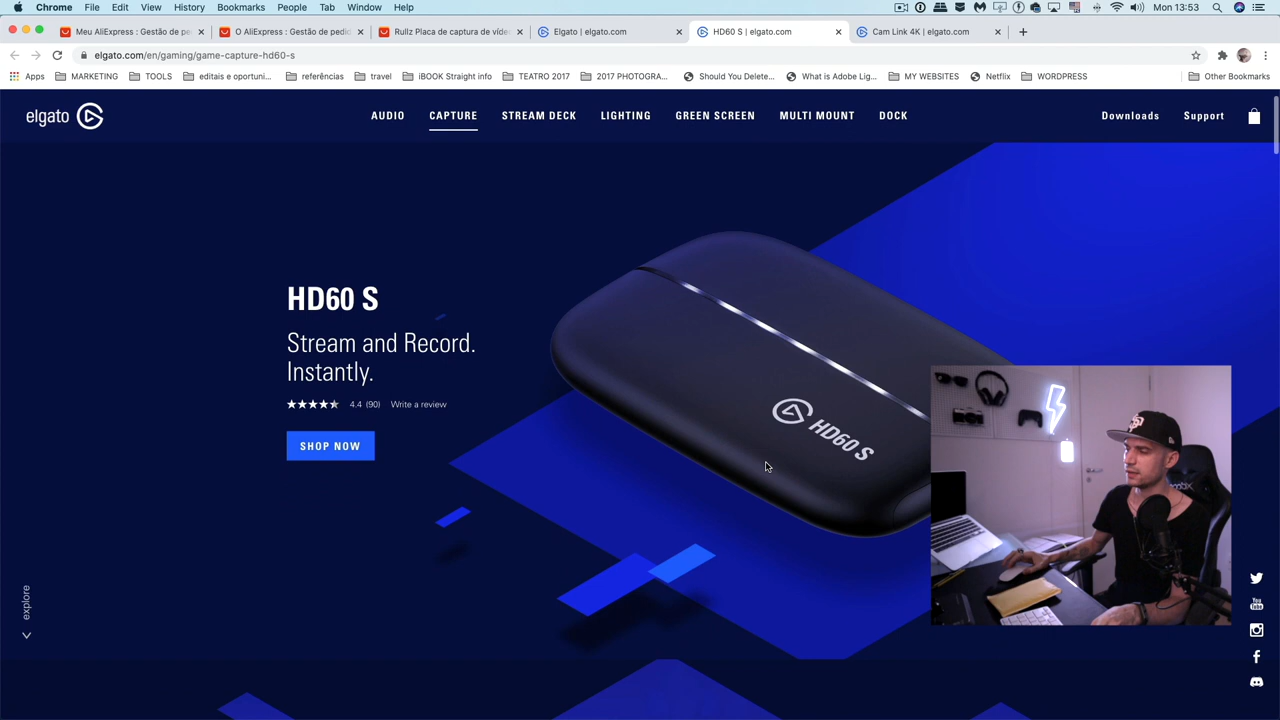 Chrome File Edit View History Bookmarks People Tab Window Help Mon 13:53
Meu AliExpress : Gestão de pe
O AliExpress : Gestão de pedid
Rullz Placa de captura de víde
Elgato | elgato.com
HD60 S | elgato.com
Cam Link 4K | elgato.com
elgato.com/en/gaming/game-capture-hd60-s
Apps MARKETING TOOLS editais e oportuni... referências travel iBOOK Straight info TEATRO 2017 2017 PHOTOGRA... Should You Delete... What is Adobe Lig... MY WEBSITES Netflix WORDPRESS Other Bookmarks
elgato AUDIO CAPTURE STREAM DECK LIGHTING GREEN SCREEN MULTI MOUNT DOCK Downloads Support
HD60 S
Stream and Record.
Instantly.
4.4 (90) Write a review
SHOP NOW
HD60 S
explore